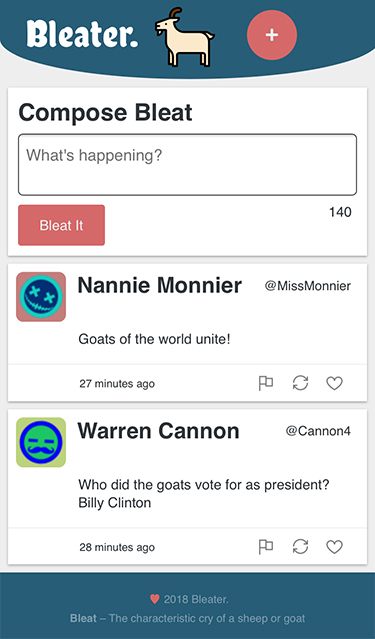 Bleater.
+
Compose Bleat
What's happening?
Bleat It
140
Nannie Monnier
@MissMonnier
Goats of the world unite!
27 minutes ago
Warren Cannon
@Cannon4
Who did the goats vote for as president?
Billy Clinton
28 minutes ago
2018 Bleater.
Bleat – The characteristic cry of a sheep or goat